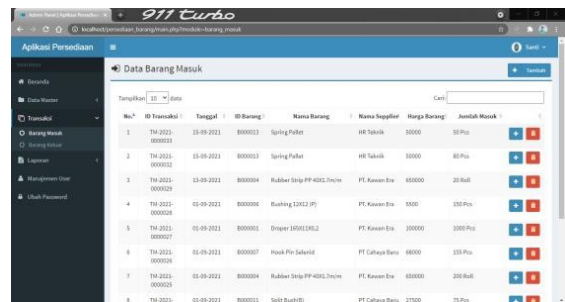 911 turbo
localhost/persediaan_barang/main.php?module=barang_masuk
Aplikasi Persediaan
Santi
Data Barang Masuk
Tambah
Beranda
Data Master
Transaksi
Barang Masuk
Barang Keluar
Laporan
Manajemen User
Ubah Password
Tampilkan 10 data
Cari:
No. ID Transaksi Tanggal ID Barang Nama Barang Nama Supplier Harga Barang Jumlah Masuk
1 TM-2021-0000033 15-09-2021 B000013 Spring Pallet HR Teknik 50000 50 Pcs
2 TM-2021-0000032 15-09-2021 B000013 Spring Pallet HR Teknik 50000 80 Pcs
3 TM-2021-0000029 13-09-2021 B000004 Rubber Strip PP 40X1.7m/m PT. Kawan Era 650000 20 Roll
4 TM-2021-0000028 01-09-2021 B000006 Bushing 12X12 (P) PT. Kawan Era 5500 150 Pcs
5 TM-2021-0000027 01-09-2021 B000001 PT. Kawan Era 100000 1000 Pcs
6 TM-2021-0000026 01-09-2021 B000007 Hook Pin Selenid PT Cahaya Baru 68000 155 Pcs
7 TM-2021-0000025 01-09-2021 B000004 Rubber Strip PP 40X1.7m/m PT. Kawan Era 650000 200 Roll
8 TM-2021- 01-09-2021 B000011 Split Bush(B) PT Cahaya Baru 27500 75 Pcs